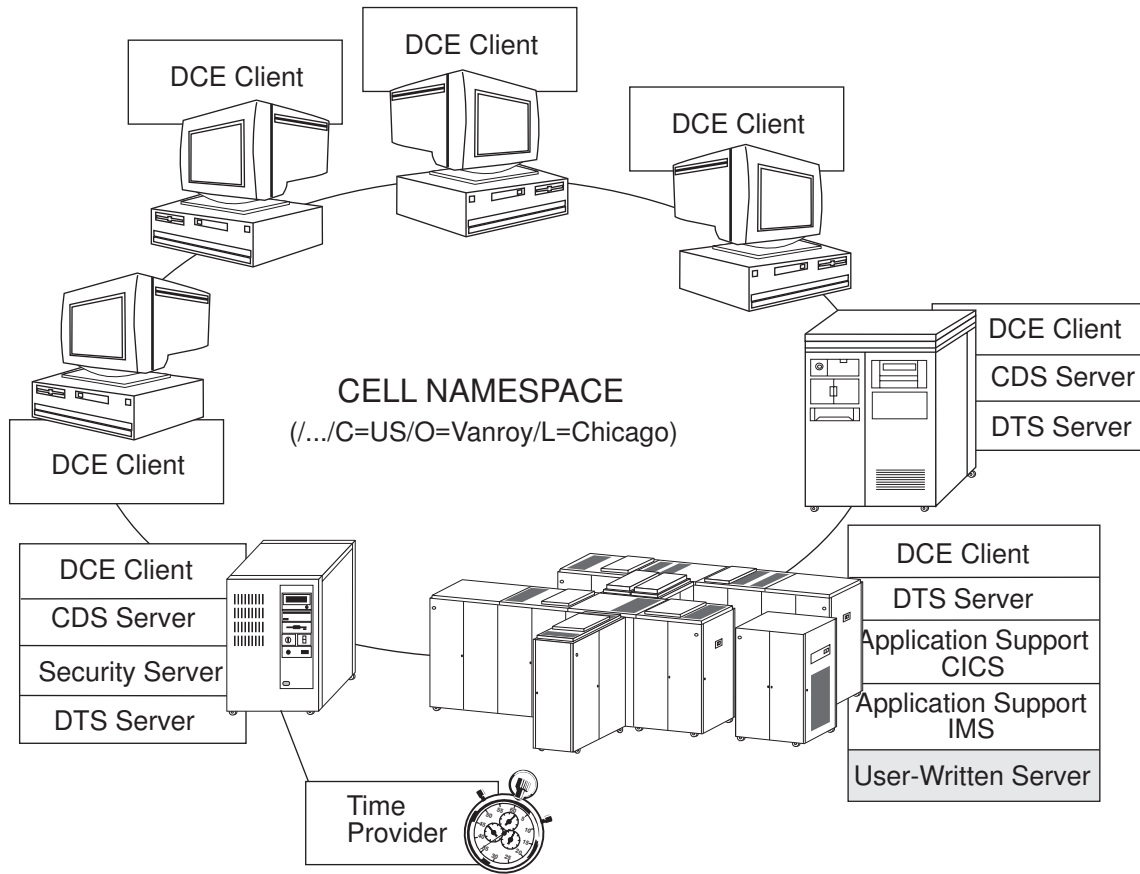 DCE Client
DCE Client
DCE Client
DCE Client
CELL NAMESPACE
(/.../C=US/O=Vanroy/L=Chicago)
DCE Client
CDS Server
DTS Server
DCE Client
CDS Server
Security Server
DTS Server
DCE Client
DTS Server
Application Support
CICS
Application Support
IMS
User-Written Server
Time
Provider